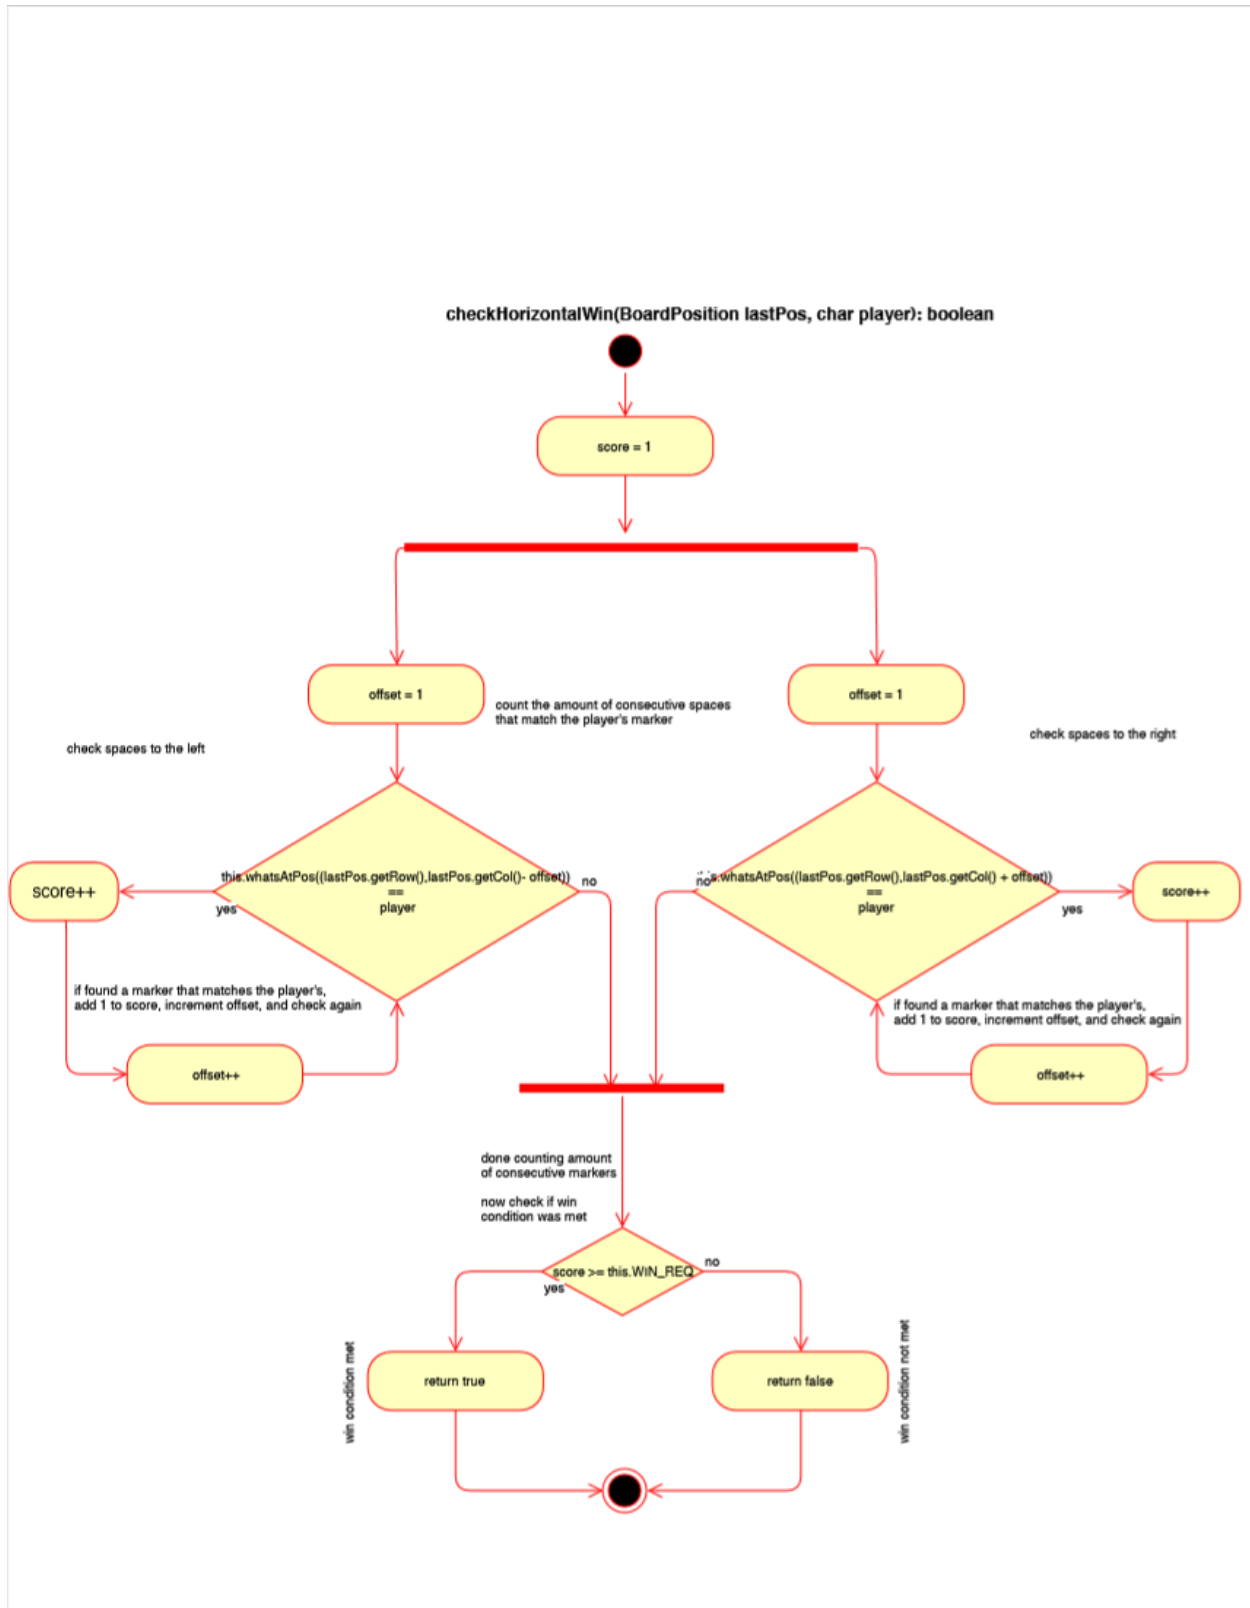 checkHorizontalWin(BoardPosition lastPos, char player): boolean
score = 1
offset = 1
offset = 1
count the amount of consecutive spaces
that match the player's marker
check spaces to the left
check spaces to the right
this.whatsAtPos((lastPos.getRow(),lastPos.getCol()- offset))
==
player
no
yes
score++
no
.whatsAtPos((lastPos.getRow(),lastPos.getCol() + offset))
==
player
yes
score++
if found a marker that matches the player's,
add 1 to score, increment offset, and check again
if found a marker that matches the player's,
add 1 to score, increment offset, and check again
offset++
offset++
done counting amount
of consecutive markers
now check if win
condition was met
score >= this.WIN_REQ
no
yes
win condition met
return true
return false
win condition not met